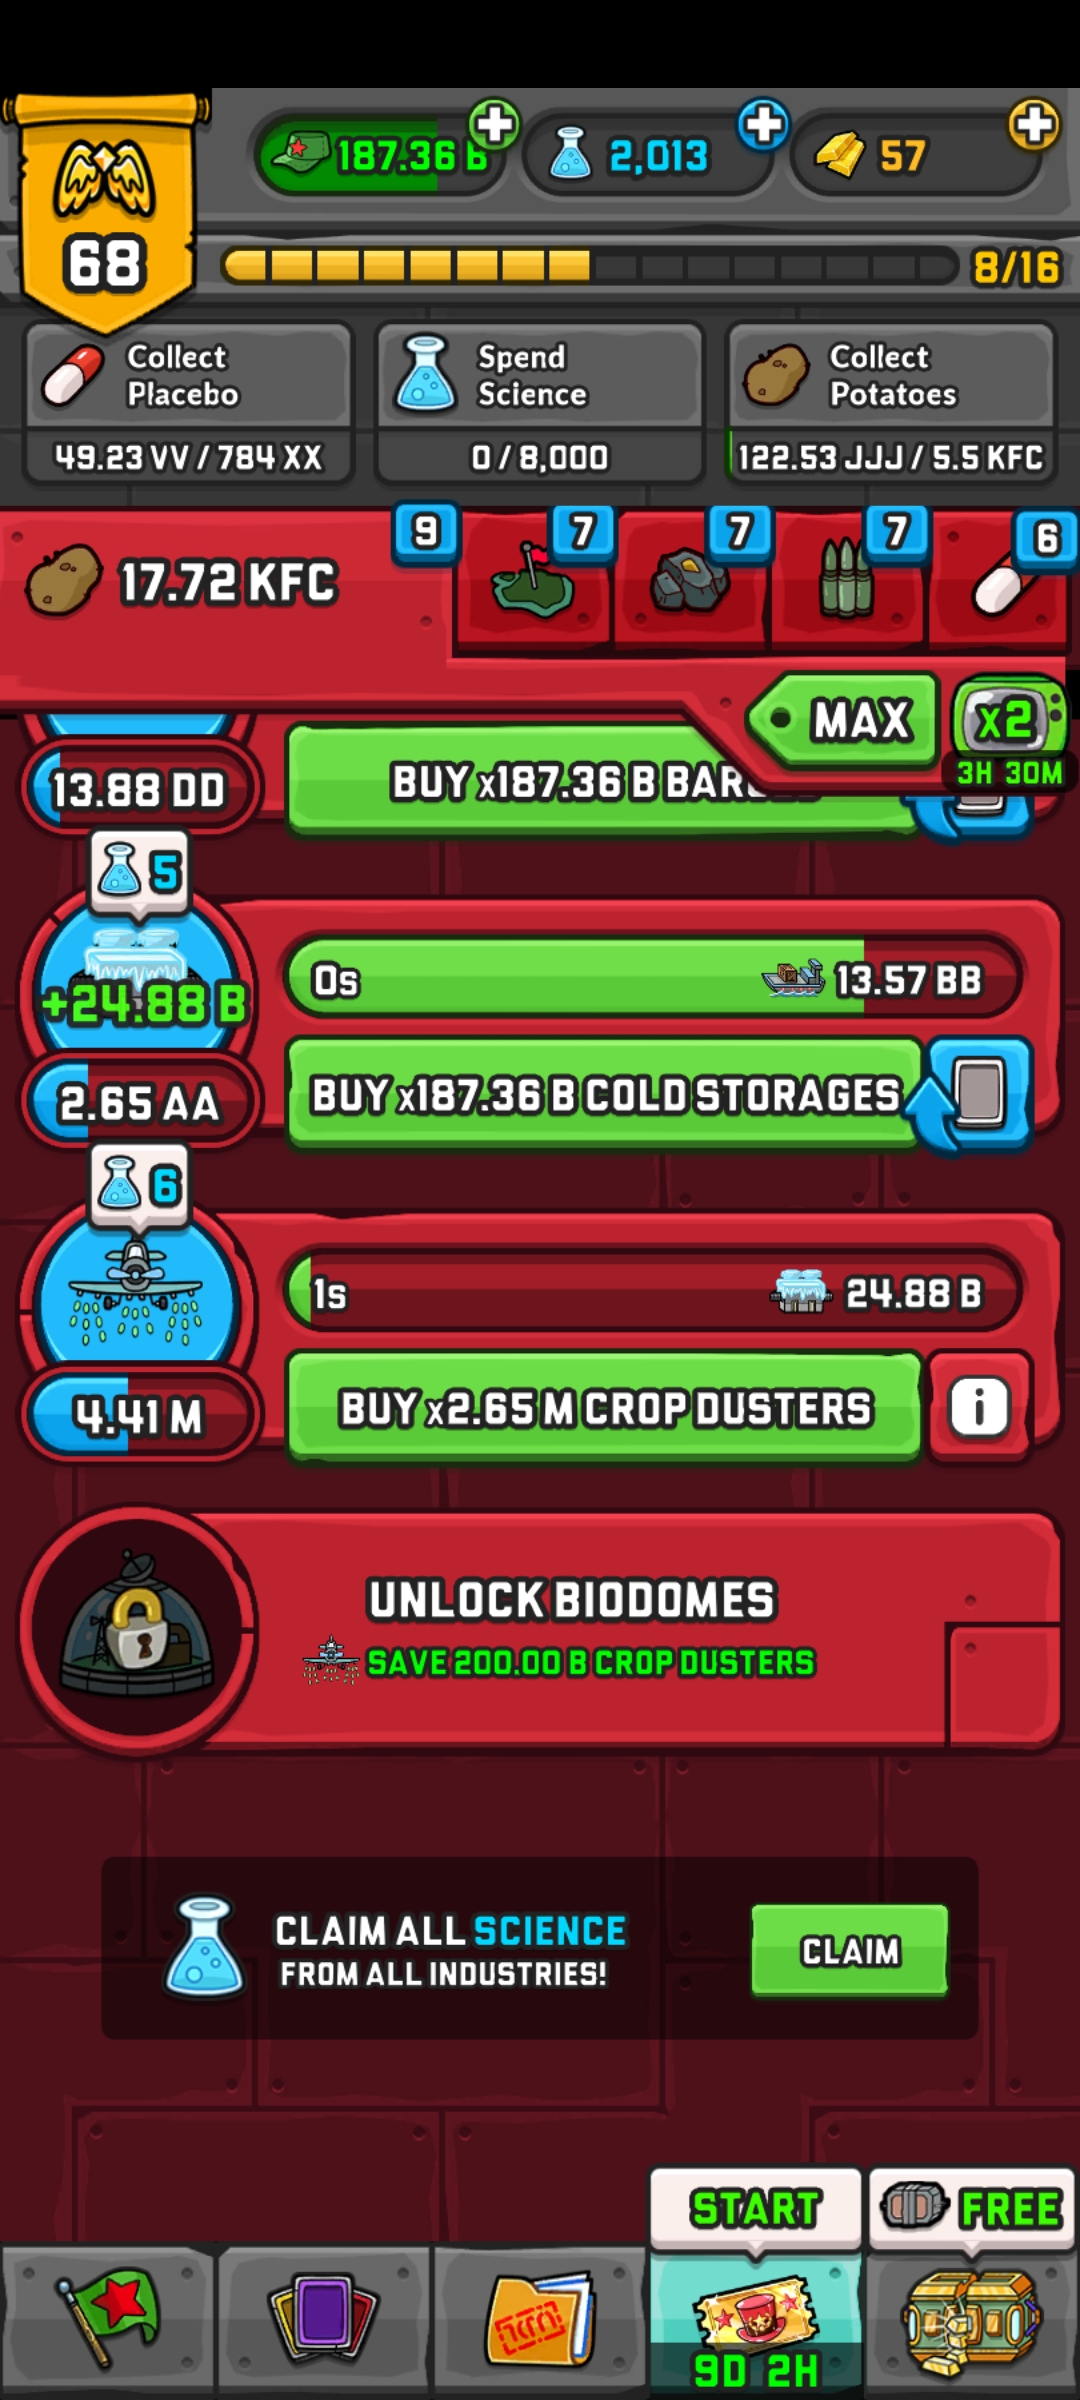 187.36 B
2,013
57
68
8/16
Collect
Placebo
49.23 VV / 784 XX
Spend
Science
0 / 8,000
Collect
Potatoes
122.53 JJJ / 5.5 KFC
17.72 KFC
9
7
7
7
6
MAX
x2
3H 30M
13.88 DD
BUY x187.36 B
5
+24.88 B
0s
13.57 BB
2.65 AA
BUY x187.36 B COLD STORAGES
6
1s
24.88 B
4.41 M
BUY x2.65 M CROP DUSTERS
i
UNLOCK BIODOMES
SAVE 200.00 B CROP DUSTERS
CLAIM ALL SCIENCE
FROM ALL INDUSTRIES!
CLAIM
START
FREE
9D 2H